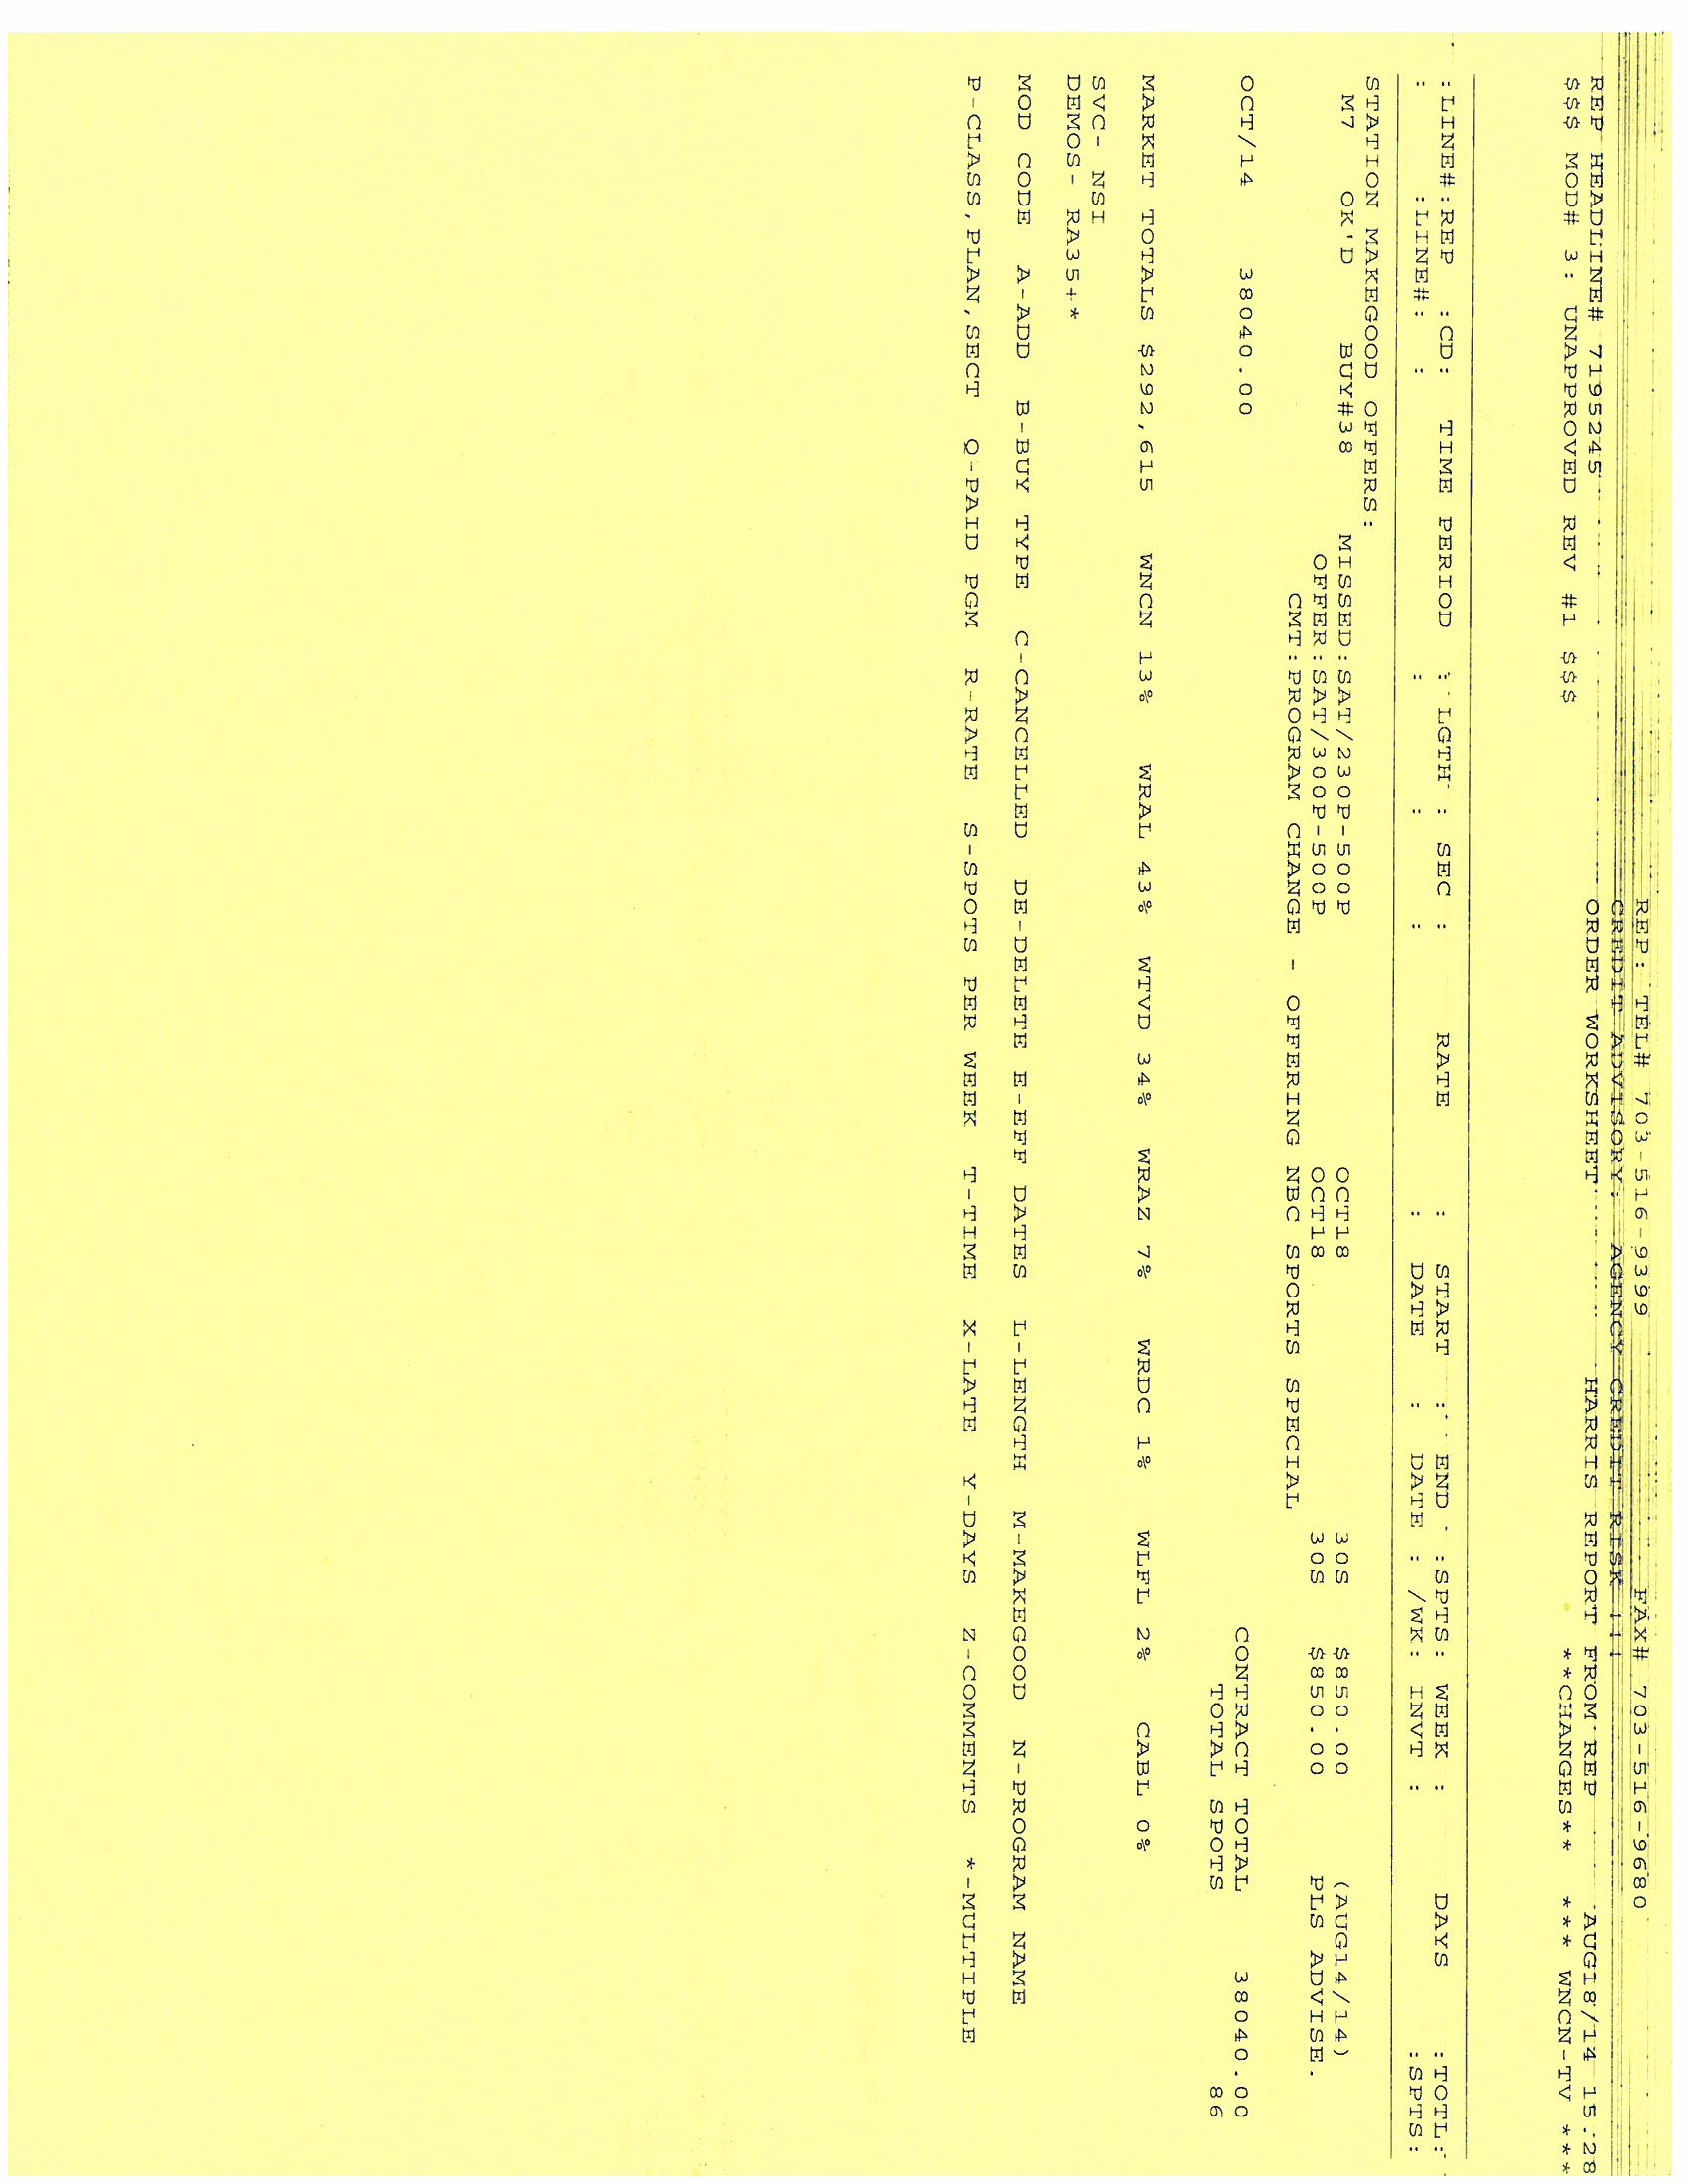 REP: TEL# 703-516-9399 FAX# 703-516-9680
CREDIT ADVISORY: AGENCY CREDIT RISK !!!
ORDER WORKSHEET HARRIS REPORT FROM REP AUG18/14 15.28
REP HEADLINE# 7195245
$$$ MOD# 3: UNAPPROVED REV #1 $$$ **CHANGES** *** WNCN-TV ***
:LINE#:REP :CD: TIME PERIOD : LGTH : SEC : RATE : START : END :SPTS: WEEK : DAYS :TOTL:
: :LINE#: : : : : : DATE : DATE : /WK: INVT : :SPTS:
STATION MAKEGOOD OFFERS:
M7 OK'D BUY#38 MISSED:SAT/230P-500P OCT18 30S $850.00 (AUG14/14)
OFFER:SAT/300P-500P OCT18 30S $850.00 PLS ADVISE.
CMT:PROGRAM CHANGE - OFFERING NBC SPORTS SPECIAL
OCT/14 38040.00 CONTRACT TOTAL 38040.00
TOTAL SPOTS 86
MARKET TOTALS $292,615 WNCN 13% WRAL 43% WTVD 34% WRAZ 7% WRDC 1% WLFL 2% CABL 0%
SVC- NSI
DEMOS- RA35+*
MOD CODE A-ADD B-BUY TYPE C-CANCELLED DE-DELETE E-EFF DATES L-LENGTH M-MAKEGOOD N-PROGRAM NAME
P-CLASS,PLAN,SECT Q-PAID PGM R-RATE S-SPOTS PER WEEK T-TIME X-LATE Y-DAYS Z-COMMENTS *-MULTIPLE